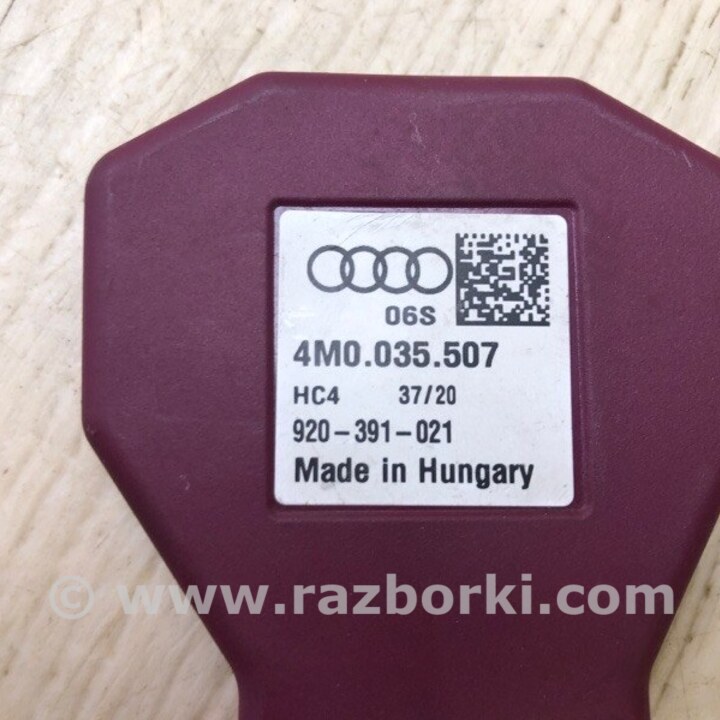 06S
4M0.035.507
HC4 37/20
920-391-021
Made in Hungary
© www.razborki.com